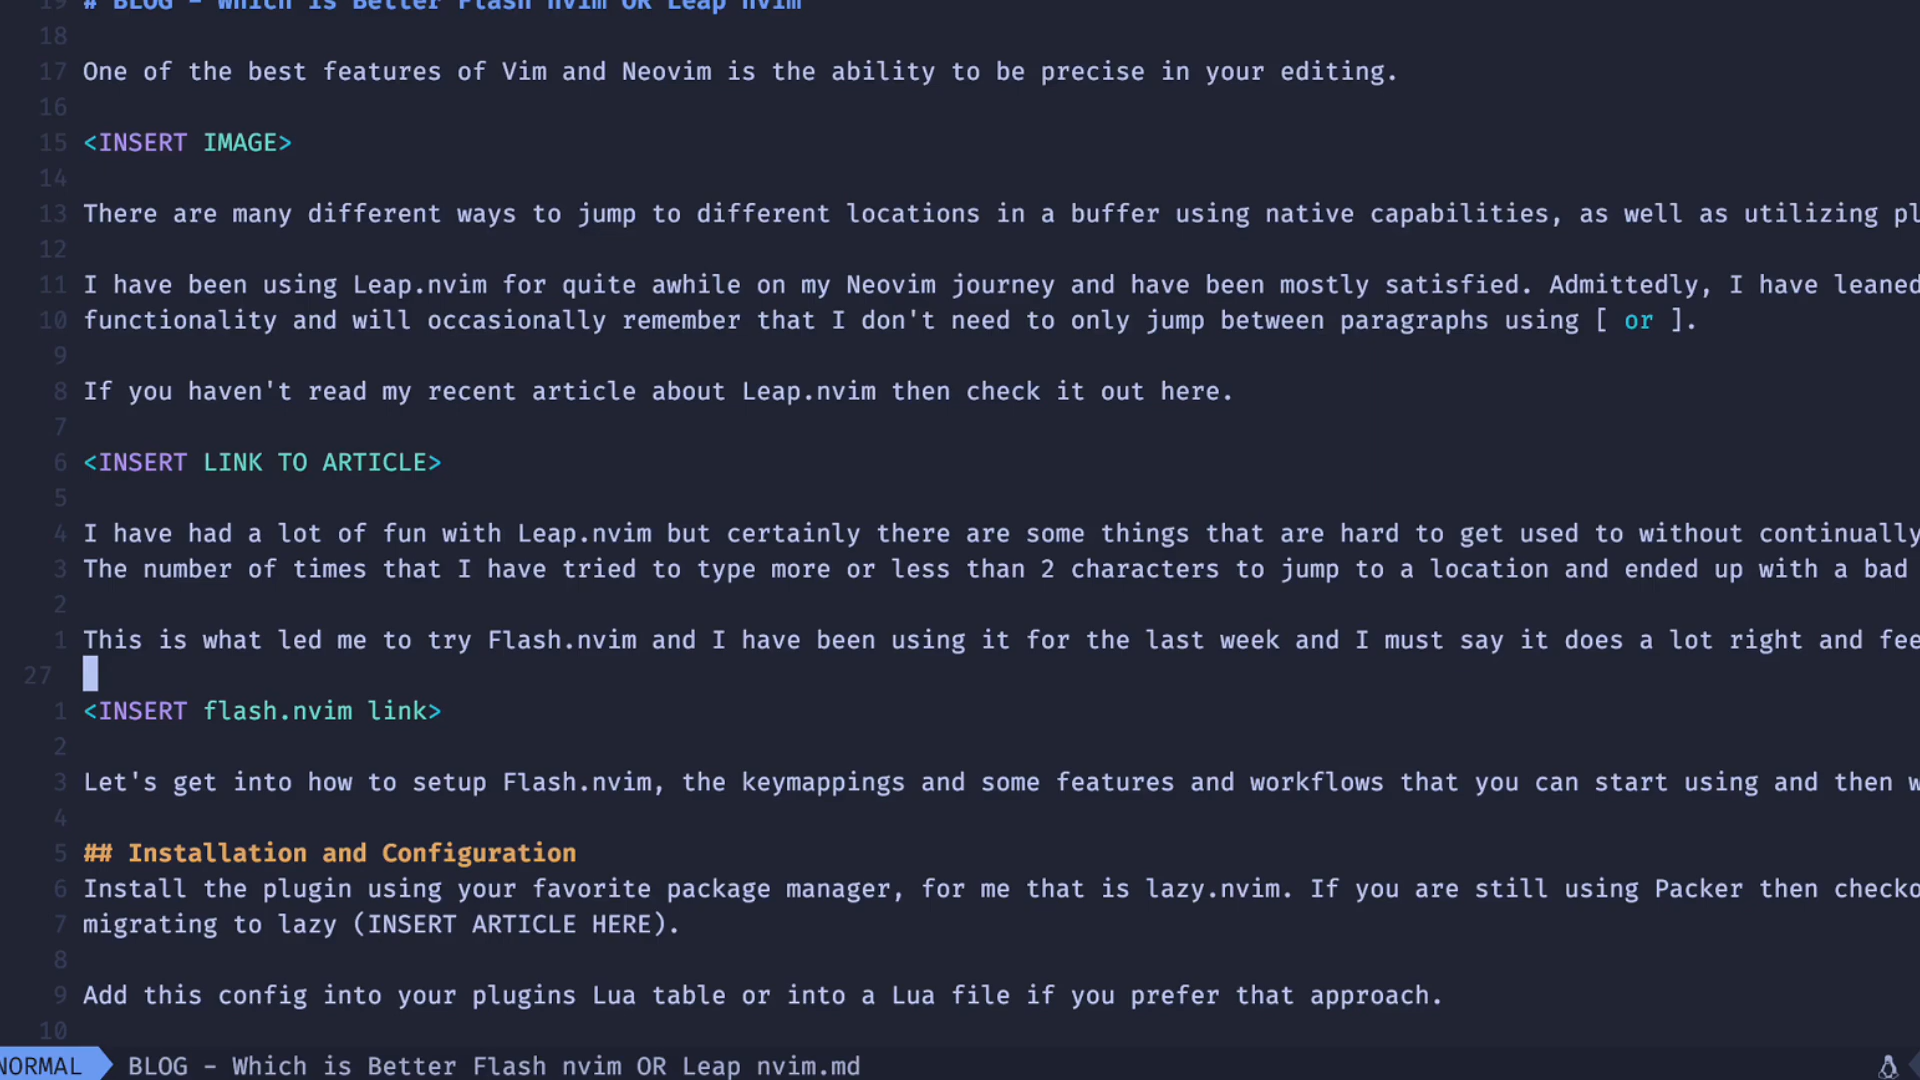 19 # BLOG - Which is Better Flash nvim OR Leap nvim
18
17 One of the best features of Vim and Neovim is the ability to be precise in your editing.
16
15 <INSERT IMAGE>
14
13 There are many different ways to jump to different locations in a buffer using native capabilities, as well as utilizing pl
12
11 I have been using Leap.nvim for quite awhile on my Neovim journey and have been mostly satisfied. Admittedly, I have leaned
10 functionality and will occasionally remember that I don't need to only jump between paragraphs using [ or ].
9
8 If you haven't read my recent article about Leap.nvim then check it out here.
7
6 <INSERT LINK TO ARTICLE>
5
4 I have had a lot of fun with Leap.nvim but certainly there are some things that are hard to get used to without continually
3 The number of times that I have tried to type more or less than 2 characters to jump to a location and ended up with a bad
2
1 This is what led me to try Flash.nvim and I have been using it for the last week and I must say it does a lot right and fee
27
1 <INSERT flash.nvim link>
2
3 Let's get into how to setup Flash.nvim, the keymappings and some features and workflows that you can start using and then w
4
5 ## Installation and Configuration
6 Install the plugin using your favorite package manager, for me that is lazy.nvim. If you are still using Packer then checko
7 migrating to lazy (INSERT ARTICLE HERE).
8
9 Add this config into your plugins Lua table or into a Lua file if you prefer that approach.
10
NORMAL BLOG - Which is Better Flash nvim OR Leap nvim.md